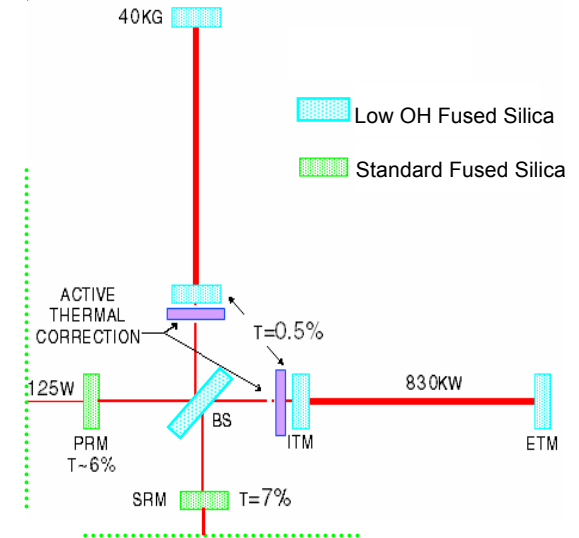 40KG
Low OH Fused Silica
Standard Fused Silica
ACTIVE
THERMAL
CORRECTION
T=0.5%
125W
830KW
BS
PRM
T~6%
ITM
ETM
SRM
T=7%